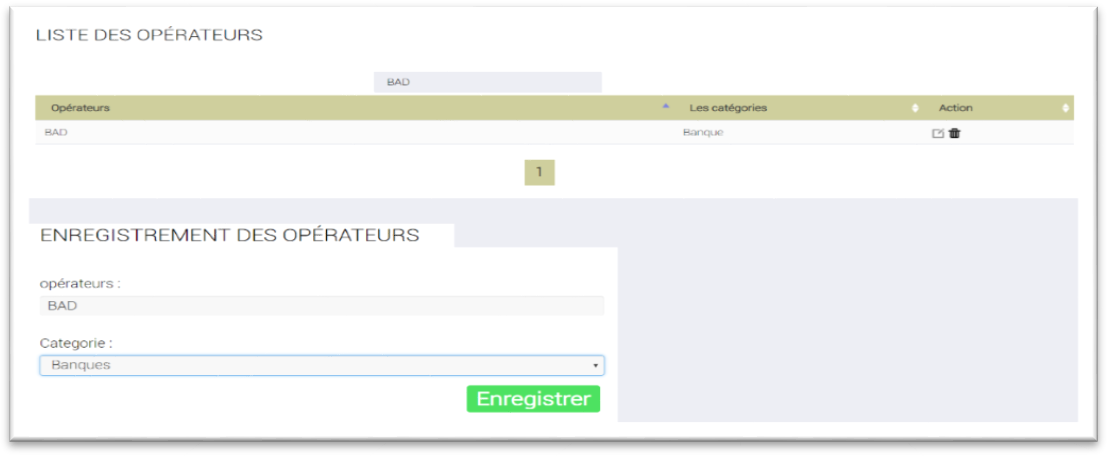 LISTE DES OPÉRATEURS
BAD
Opérateurs Les catégories Action
BAD Banque
1
ENREGISTREMENT DES OPÉRATEURS
opérateurs :
BAD
Categorie :
Banques
Enregistrer